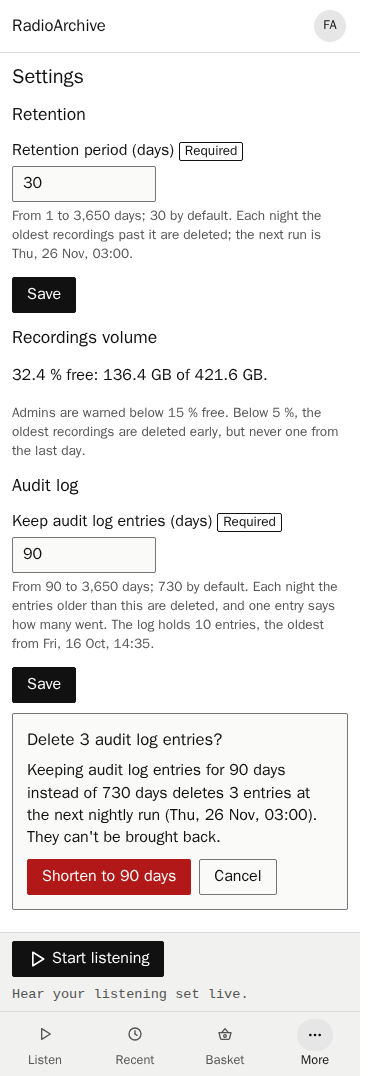 RadioArchive
FA
Settings
Retention
Retention period (days) Required
30
From 1 to 3,650 days; 30 by default. Each night the
oldest recordings past it are deleted; the next run is
Thu, 26 Nov, 03:00.
Save
Recordings volume
32.4 % free: 136.4 GB of 421.6 GB.
Admins are warned below 15 % free. Below 5 %, the
oldest recordings are deleted early, but never one from
the last day.
Audit log
Keep audit log entries (days) Required
90
From 90 to 3,650 days; 730 by default. Each night the
entries older than this are deleted, and one entry says
how many went. The log holds 10 entries, the oldest
from Fri, 16 Oct, 14:35.
Save
Delete 3 audit log entries?
Keeping audit log entries for 90 days
instead of 730 days deletes 3 entries at
the next nightly run (Thu, 26 Nov, 03:00).
They can't be brought back.
Shorten to 90 days Cancel
Start listening
Hear your listening set live.
Listen Recent Basket More